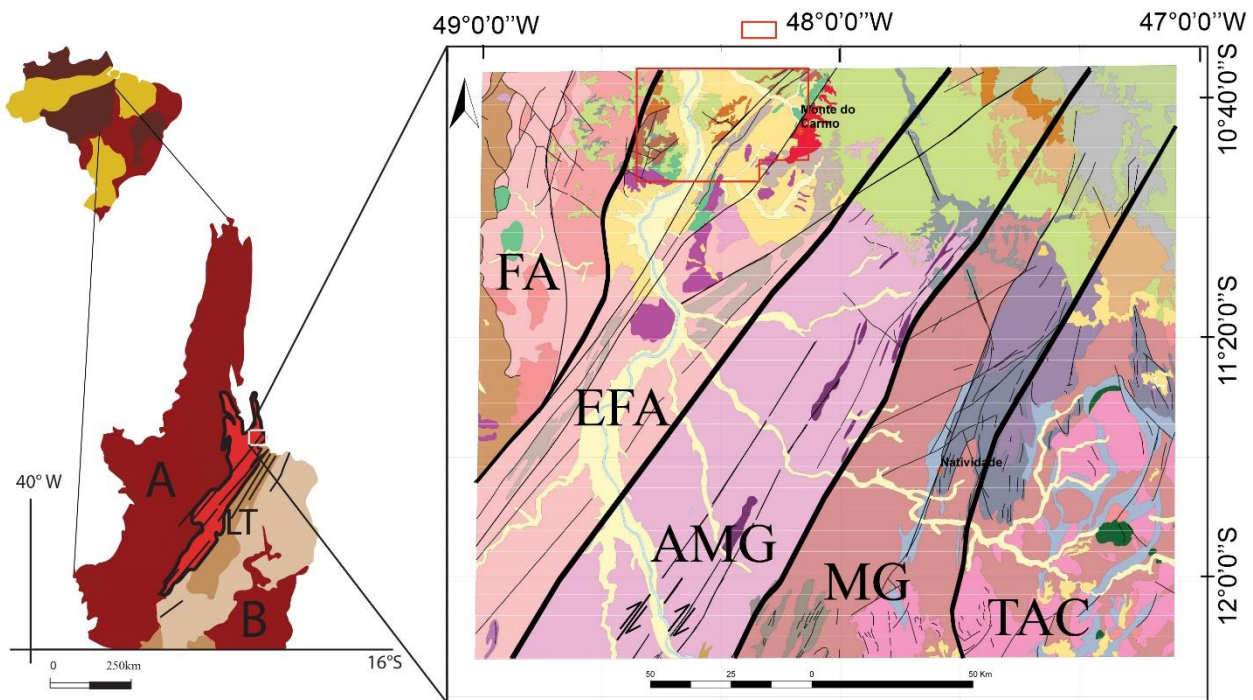 49°0'0''W
48°0'0''W
47°0'0''W
10°40'0''S
Monte do
Carmo
FA
11°20'0''S
EFA
A
40° W
LT
Natividade
AMG
MG
12°0'0''S
TAC
B
16°S
0 250km
50 25 0 50 Km